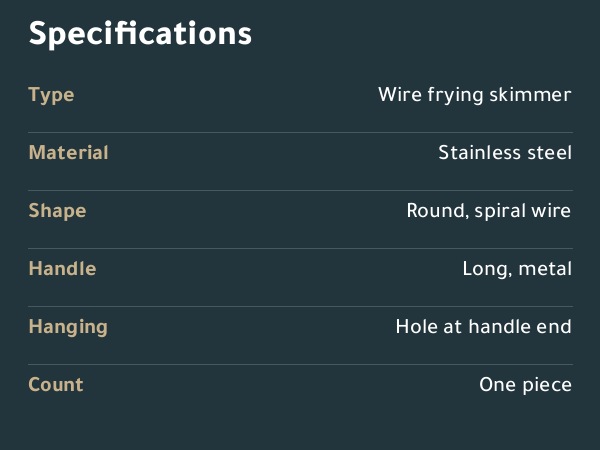 Specifications
Type Wire frying skimmer
Material Stainless steel
Shape Round, spiral wire
Handle Long, metal
Hanging Hole at handle end
Count One piece